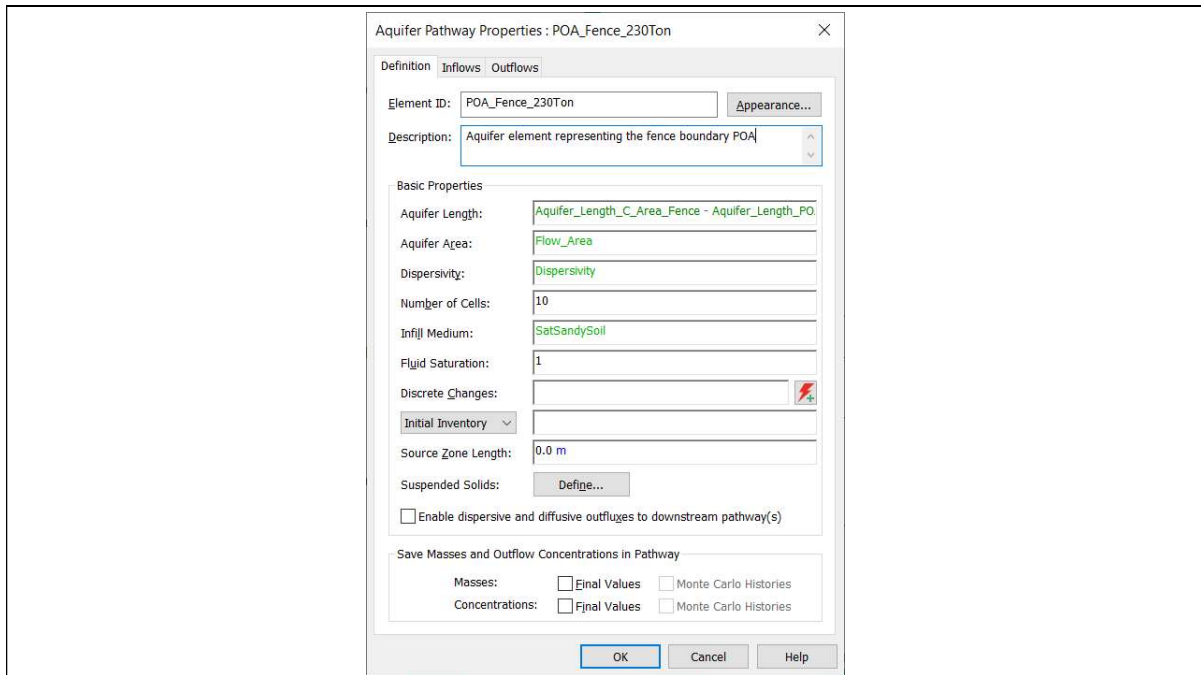 Aquifer Pathway Properties : POA_Fence_230Ton
Definition Inflows Outflows
Element ID: POA_Fence_230Ton Appearance...
Description: Aquifer element representing the fence boundary POA
Basic Properties
Aquifer Length: Aquifer_Length_C_Area_Fence - Aquifer_Length_PO
Aquifer Area: Flow_Area
Dispersivity: Dispersivity
Number of Cells: 10
Infill Medium: SatSandySoil
Fluid Saturation: 1
Discrete Changes:
Initial Inventory
Source Zone Length: 0.0 m
Suspended Solids: Define...
Enable dispersive and diffusive outfluxes to downstream pathway(s)
Save Masses and Outflow Concentrations in Pathway
Masses: Final Values Monte Carlo Histories
Concentrations: Final Values Monte Carlo Histories
OK Cancel Help